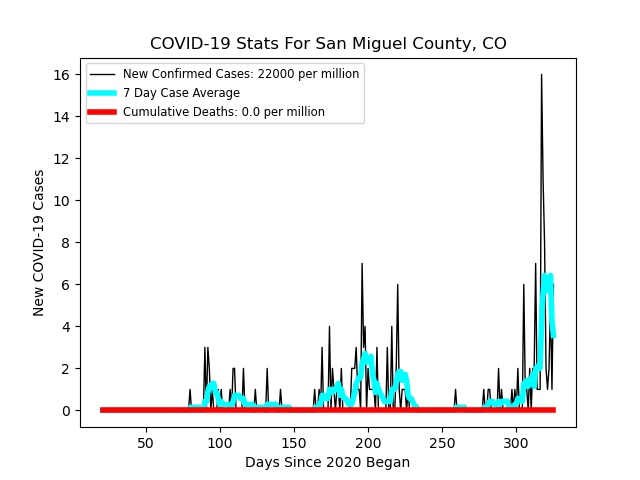 COVID-19 Stats For San Miguel County, CO
New Confirmed Cases: 22000 per million
7 Day Case Average
Cumulative Deaths: 0.0 per million
16
14
12
10
8
6
4
2
0
New COVID-19 Cases
50 100 150 200 250 300
Days Since 2020 Began